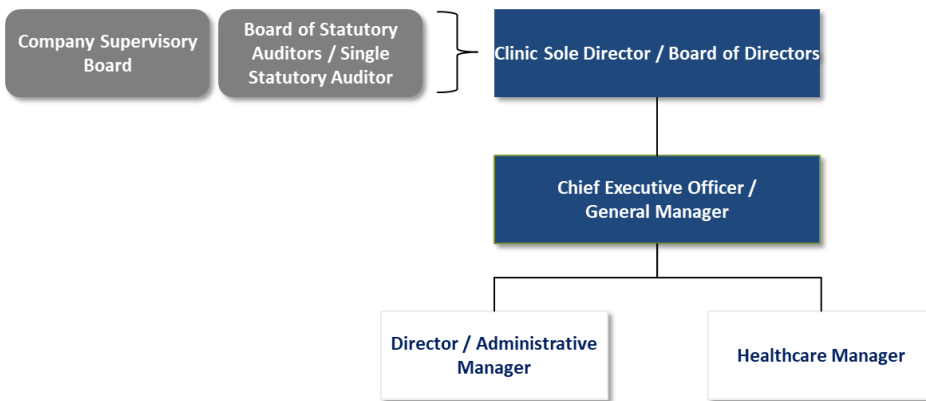 Company Supervisory
Board
Board of Statutory
Auditors / Single
Statutory Auditor
Clinic Sole Director / Board of Directors
Chief Executive Officer /
General Manager
Director / Administrative
Manager
Healthcare Manager